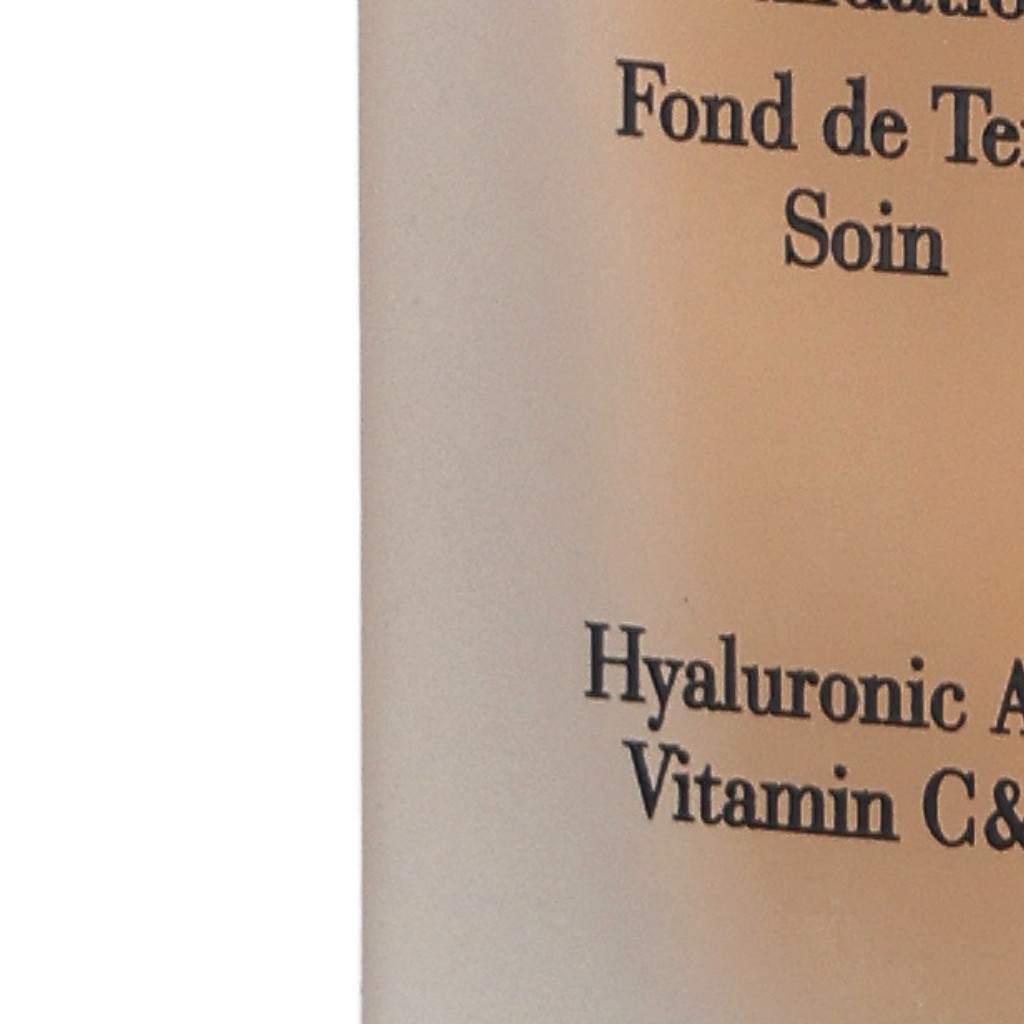 Fond de Te
Soin
Hyaluronic A
Vitamin C &